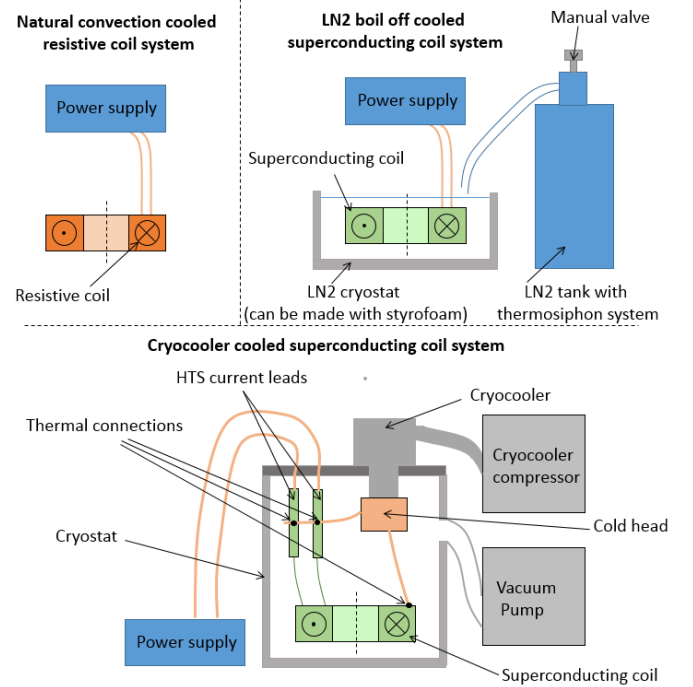 Natural convection cooled
resistive coil system
Power supply
Resistive coil
LN2 boil off cooled
superconducting coil system
Manual valve
Power supply
Superconducting coil
LN2 cryostat
(can be made with styrofoam)
LN2 tank with
thermosiphon system
Cryocooler cooled superconducting coil system
HTS current leads
Thermal connections
Cryocooler
Cryocooler
compressor
Cold head
Cryostat
Vacuum
Pump
Power supply
Superconducting coil